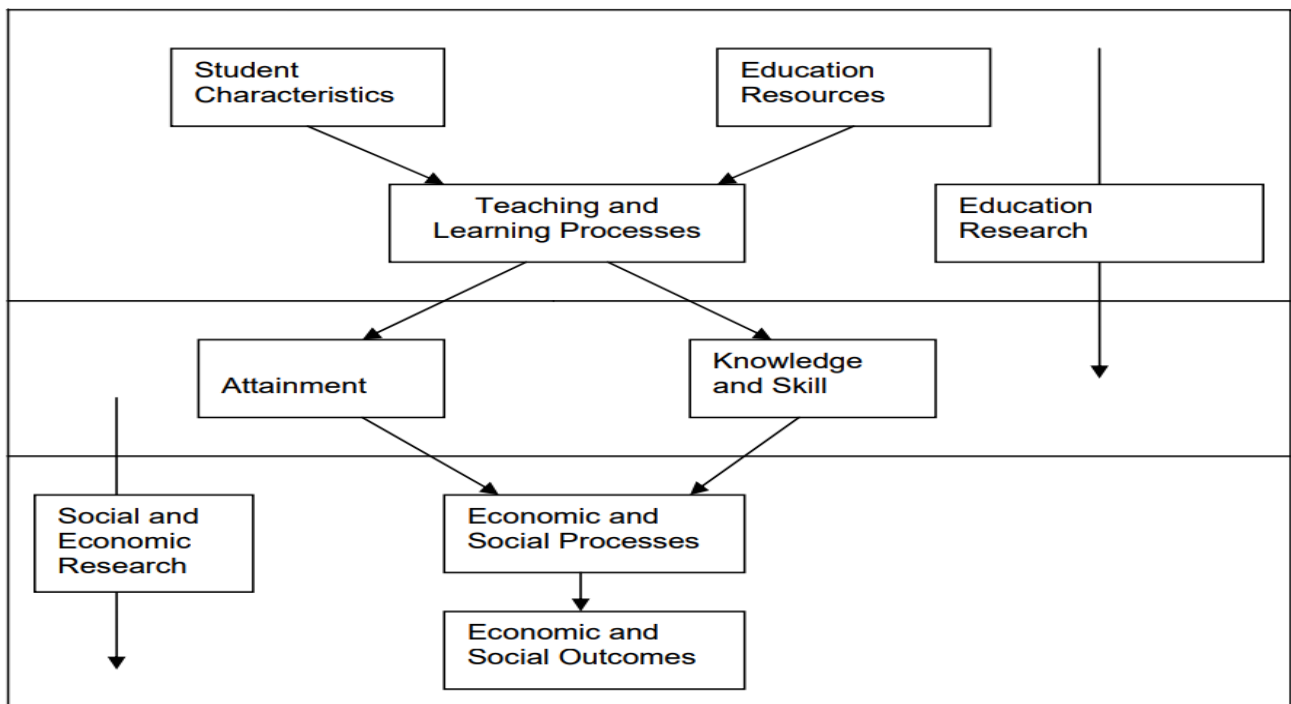 Student
Characteristics
Education
Resources
Teaching and
Learning Processes
Education
Research
Attainment
Knowledge
and Skill
Social and
Economic
Research
Economic and
Social Processes
Economic and
Social Outcomes